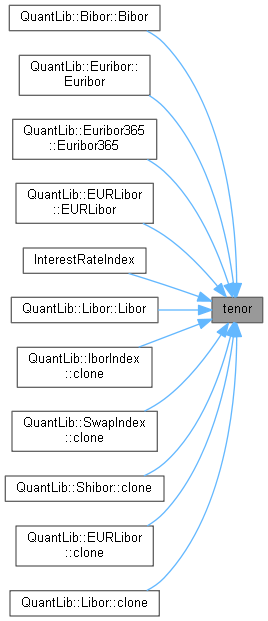 QuantLib::Bibor::Bibor
QuantLib::Euribor::
Euribor
QuantLib::Euribor365
::Euribor365
QuantLib::EURLibor
::EURLibor
InterestRateIndex
tenor
QuantLib::Libor::Libor
QuantLib::IborIndex
::clone
QuantLib::SwapIndex
::clone
QuantLib::Shibor::clone
QuantLib::EURLibor
::clone
QuantLib::Libor::clone